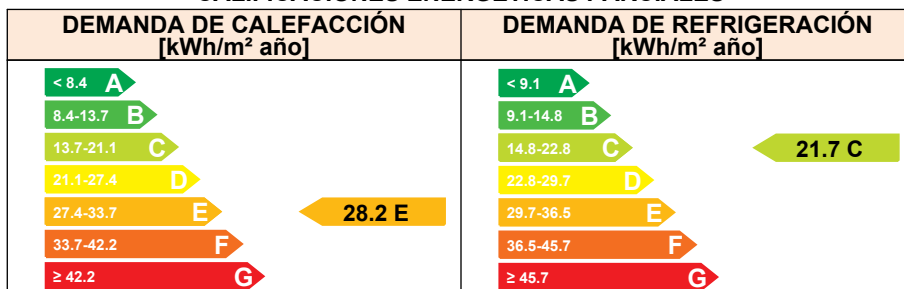 CALIFICACIONES ENERGÉTICAS PARCIALES
DEMANDA DE CALEFACCIÓN
[kWh/m² año]
DEMANDA DE REFRIGERACIÓN
[kWh/m² año]
< 8.4 A
8.4-13.7 B
13.7-21.1 C
21.1-27.4 D
27.4-33.7 E
28.2 E
33.7-42.2 F
≥ 42.2 G
< 9.1 A
9.1-14.8 B
14.8-22.8 C
21.7 C
22.8-29.7 D
29.7-36.5 E
36.5-45.7 F
≥ 45.7 G